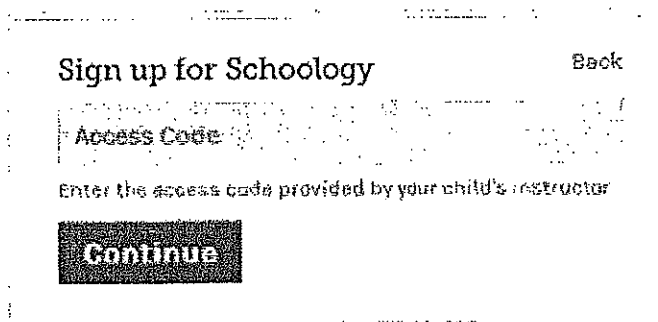 Sign up for Schoology
Back
Access Code
Enter the access code provided by your child's instructor
Continue